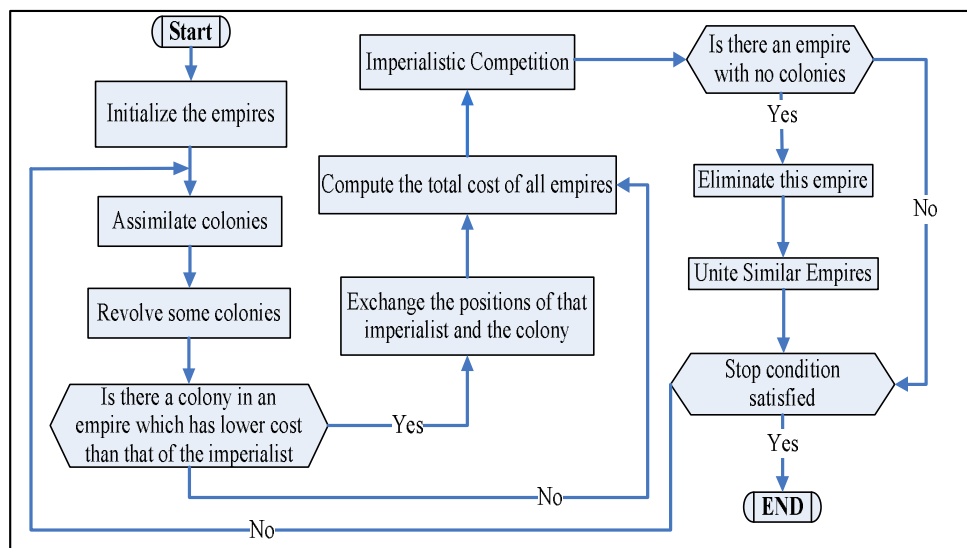 Start
Initialize the empires
Assimilate colonies
Revolve some colonies
Is there a colony in an
empire which has lower cost
than that of the imperialist
Yes
No
Exchange the positions of that
imperialist and the colony
Compute the total cost of all empires
Imperialistic Competition
Is there an empire
with no colonies
Yes
No
Eliminate this empire
Unite Similar Empires
Stop condition
satisfied
Yes
No
END